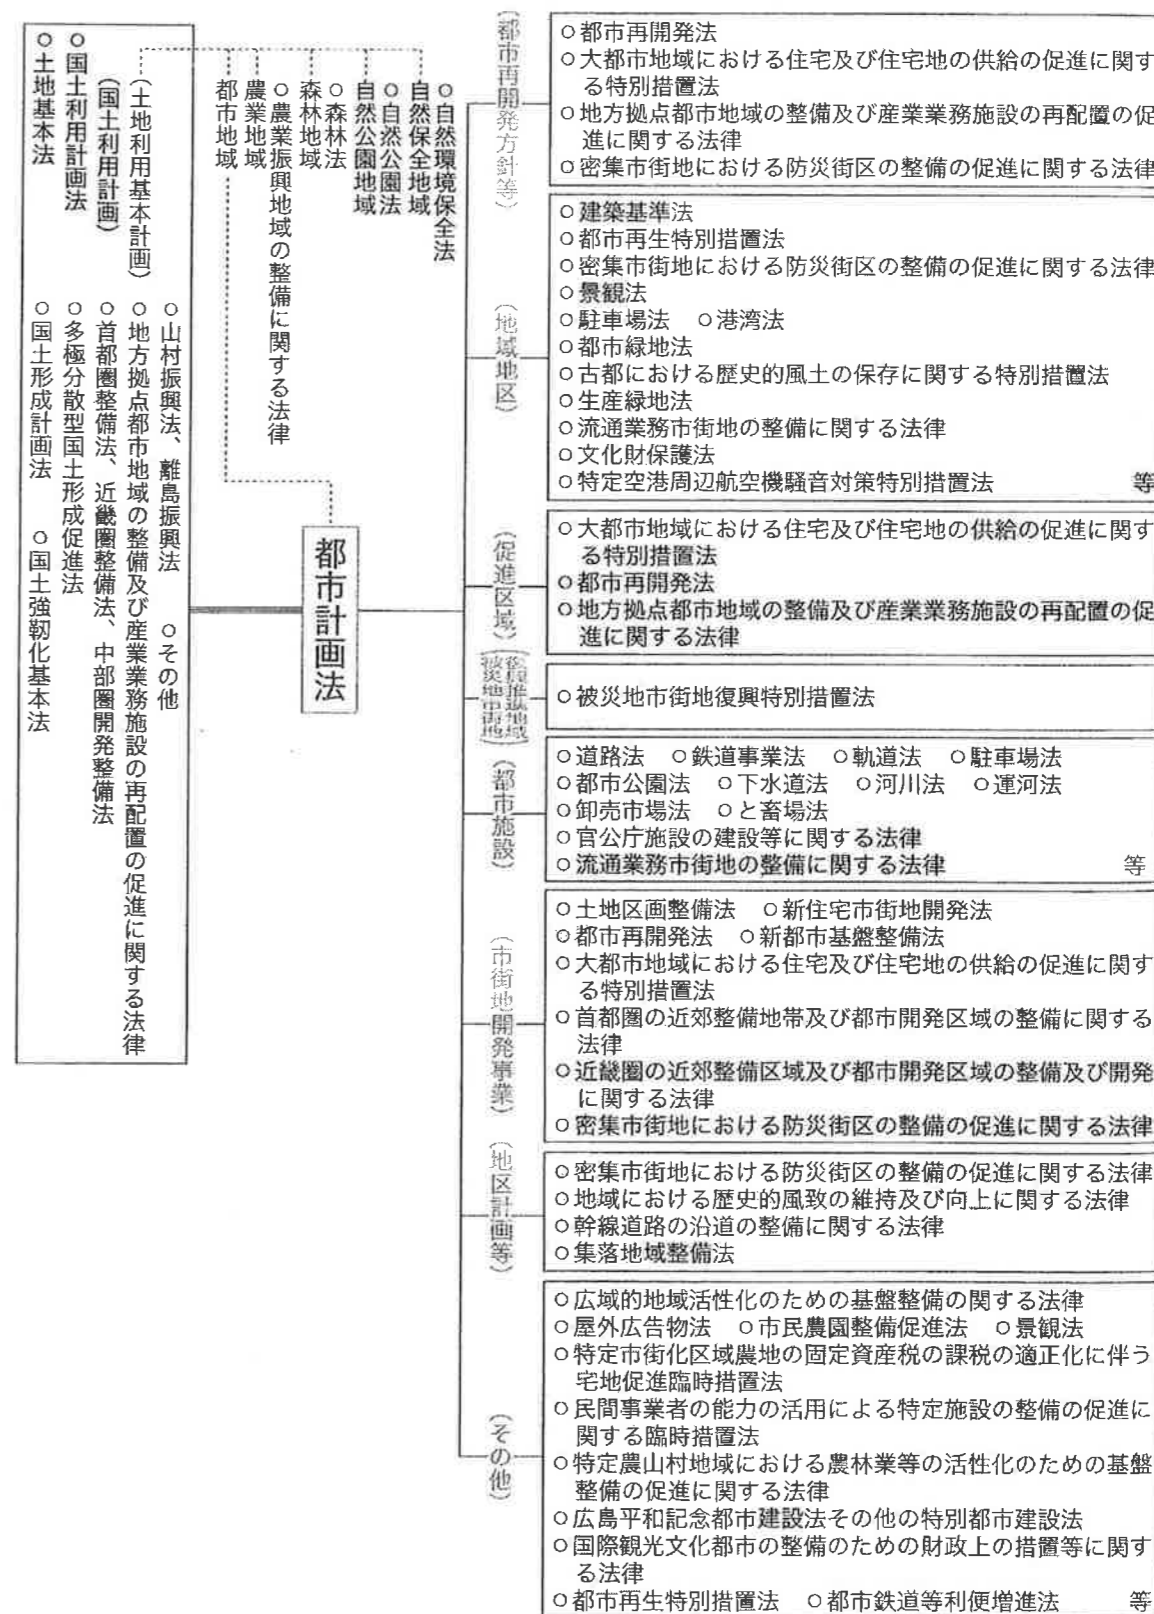 ○土地基本法
○国土利用計画法
(国土利用計画)
(土地利用基本計画)
都市地域
農業地域
○農業振興地域の整備に関する法律
森林地域
○森林法
自然公園地域
○自然公園法
自然保全地域
○自然環境保全法
○国土形成計画法 ○国土強靱化基本法
○多極分散型国土形成促進法
○首都圏整備法、近畿圏整備法、中部圏開発整備法
○地方拠点都市地域の整備及び産業業務施設の再配置の促進に関する法律
○山村振興法、離島振興法 ○その他
都市計画法
(都市再開発方針等)
○都市再開発法
○大都市地域における住宅及び住宅地の供給の促進に関す
る特別措置法
○地方拠点都市地域の整備及び産業業務施設の再配置の促
進に関する法律
○密集市街地における防災街区の整備の促進に関する法律
(地域地区)
○建築基準法
○都市再生特別措置法
○密集市街地における防災街区の整備の促進に関する法律
○景観法
○駐車場法 ○港湾法
○都市緑地法
○古都における歴史的風土の保存に関する特別措置法
○生産緑地法
○流通業務市街地の整備に関する法律
○文化財保護法
○特定空港周辺航空機騒音対策特別措置法 等
(促進区域)
○大都市地域における住宅及び住宅地の供給の促進に関す
る特別措置法
○都市再開発法
○地方拠点都市地域の整備及び産業業務施設の再配置の促
進に関する法律
(被災地市街地
復興推進地域)
○被災地市街地復興特別措置法
(都市施設)
○道路法 ○鉄道事業法 ○軌道法 ○駐車場法
○都市公園法 ○下水道法 ○河川法 ○運河法
○卸売市場法 ○と畜場法
○官公庁施設の建設等に関する法律
○流通業務市街地の整備に関する法律 等
(市街地開発事業)
○土地区画整備法 ○新住宅市街地開発法
○都市再開発法 ○新都市基盤整備法
○大都市地域における住宅及び住宅地の供給の促進に関す
る特別措置法
○首都圏の近郊整備地帯及び都市開発区域の整備に関する
法律
○近畿圏の近郊整備区域及び都市開発区域の整備及び開発
に関する法律
○密集市街地における防災街区の整備の促進に関する法律
(地区計画等)
○密集市街地における防災街区の整備の促進に関する法律
○地域における歴史的風致の維持及び向上に関する法律
○幹線道路の沿道の整備に関する法律
○集落地域整備法
(その他)
○広域的地域活性化のための基盤整備の関する法律
○屋外広告物法 ○市民農園整備促進法 ○景観法
○特定市街化区域農地の固定資産税の課税の適正化に伴う
宅地促進臨時措置法
○民間事業者の能力の活用による特定施設の整備の促進に
関する臨時措置法
○特定農山村地域における農林業等の活性化のための基盤
整備の促進に関する法律
○広島平和記念都市建設法その他の特別都市建設法
○国際観光文化都市の整備のための財政上の措置等に関す
る法律
○都市再生特別措置法 ○都市鉄道等利便増進法 等